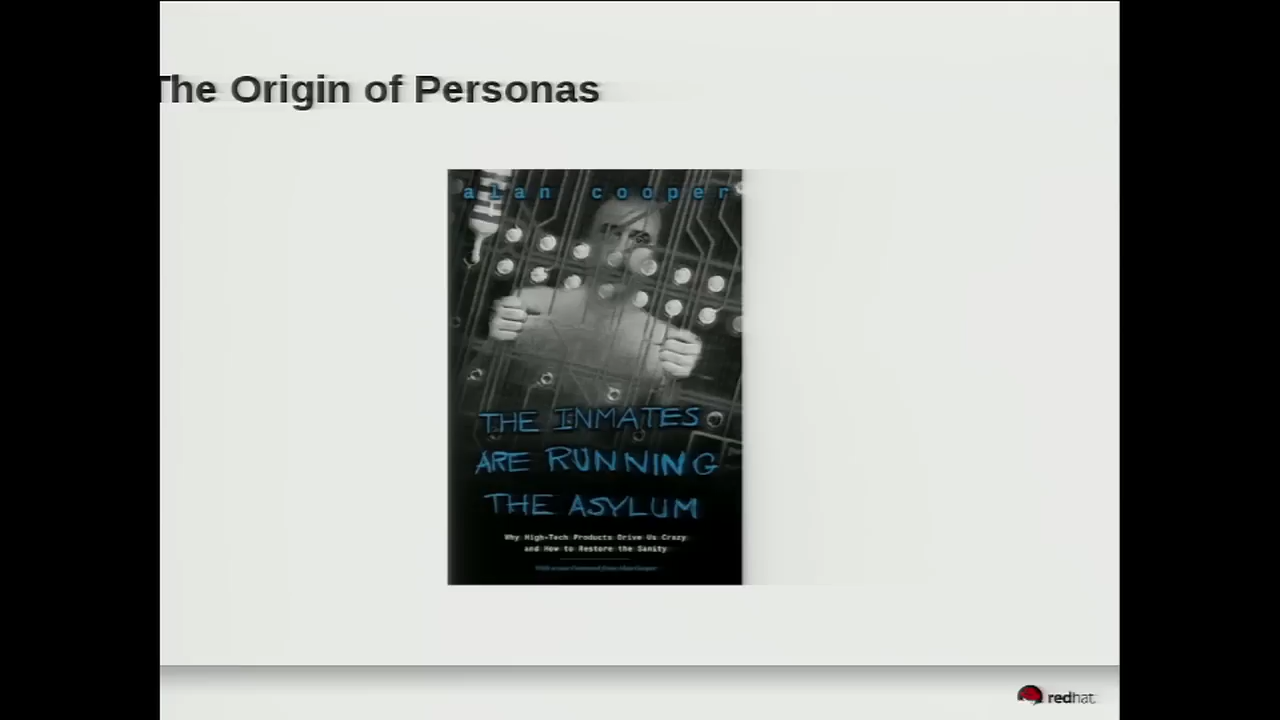 The Origin of Personas
alan cooper
THE INMATES
ARE RUNNING
THE ASYLUM
Why High-Tech Products Drive Us Crazy
and How to Restore the Sanity
redhat